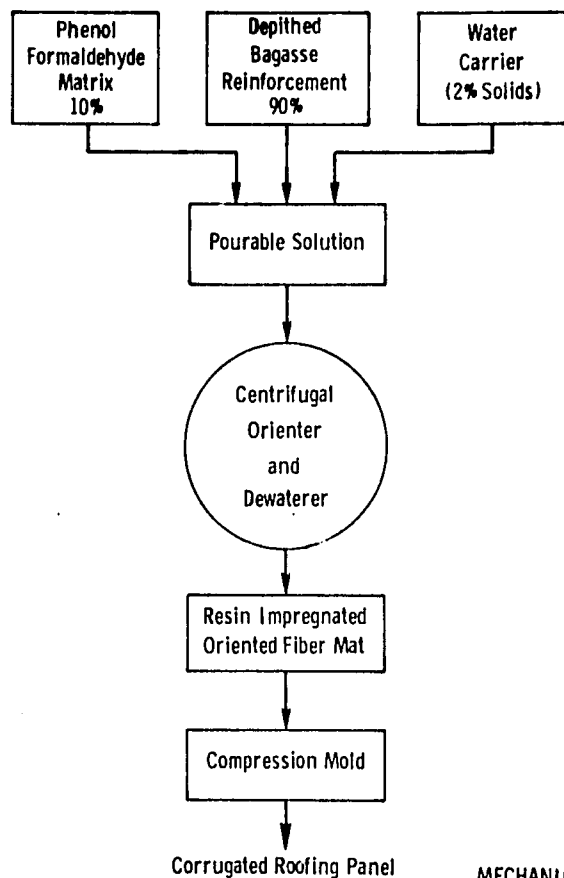 Phenol
Formaldehyde
Matrix
10%
Depithed
Bagasse
Reinforcement
90%
Water
Carrier
(2% Solids)
Pourable Solution
Centrifugal
Orienter
and
Dewaterer
Resin Impregnated
Oriented Fiber Mat
Compression Mold
Corrugated Roofing Panel